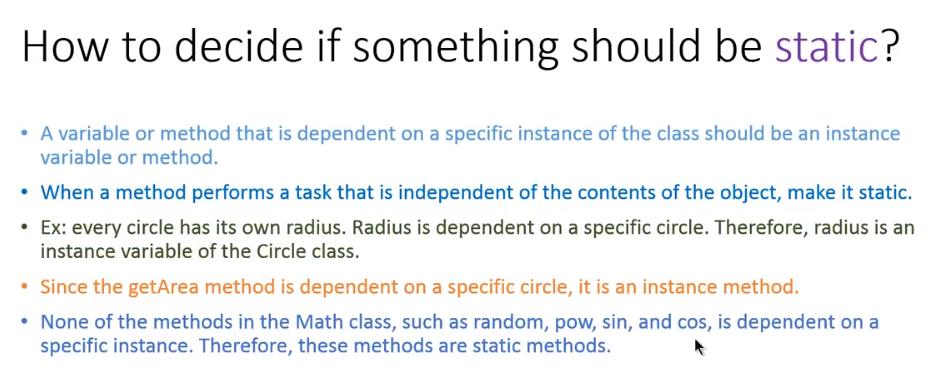 How to decide if something should be static?
• A variable or method that is dependent on a specific instance of the class should be an instance
variable or method.
• When a method performs a task that is independent of the contents of the object, make it static.
• Ex: every circle has its own radius. Radius is dependent on a specific circle. Therefore, radius is an
instance variable of the Circle class.
• Since the getArea method is dependent on a specific circle, it is an instance method.
• None of the methods in the Math class, such as random, pow, sin, and cos, is dependent on a
specific instance. Therefore, these methods are static methods.